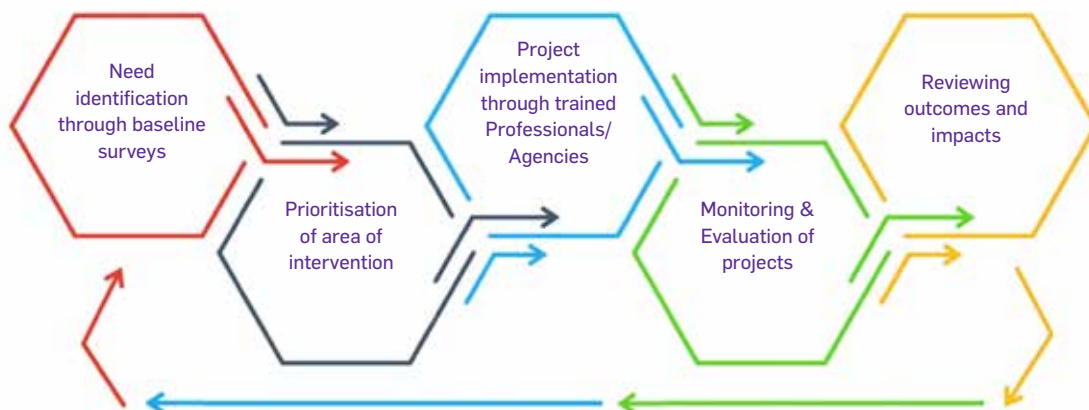 Need
identification
through baseline
surveys
Prioritisation
of area of
intervention
Project
implementation
through trained
Professionals/
Agencies
Monitoring &
Evaluation of
projects
Reviewing
outcomes and
impacts